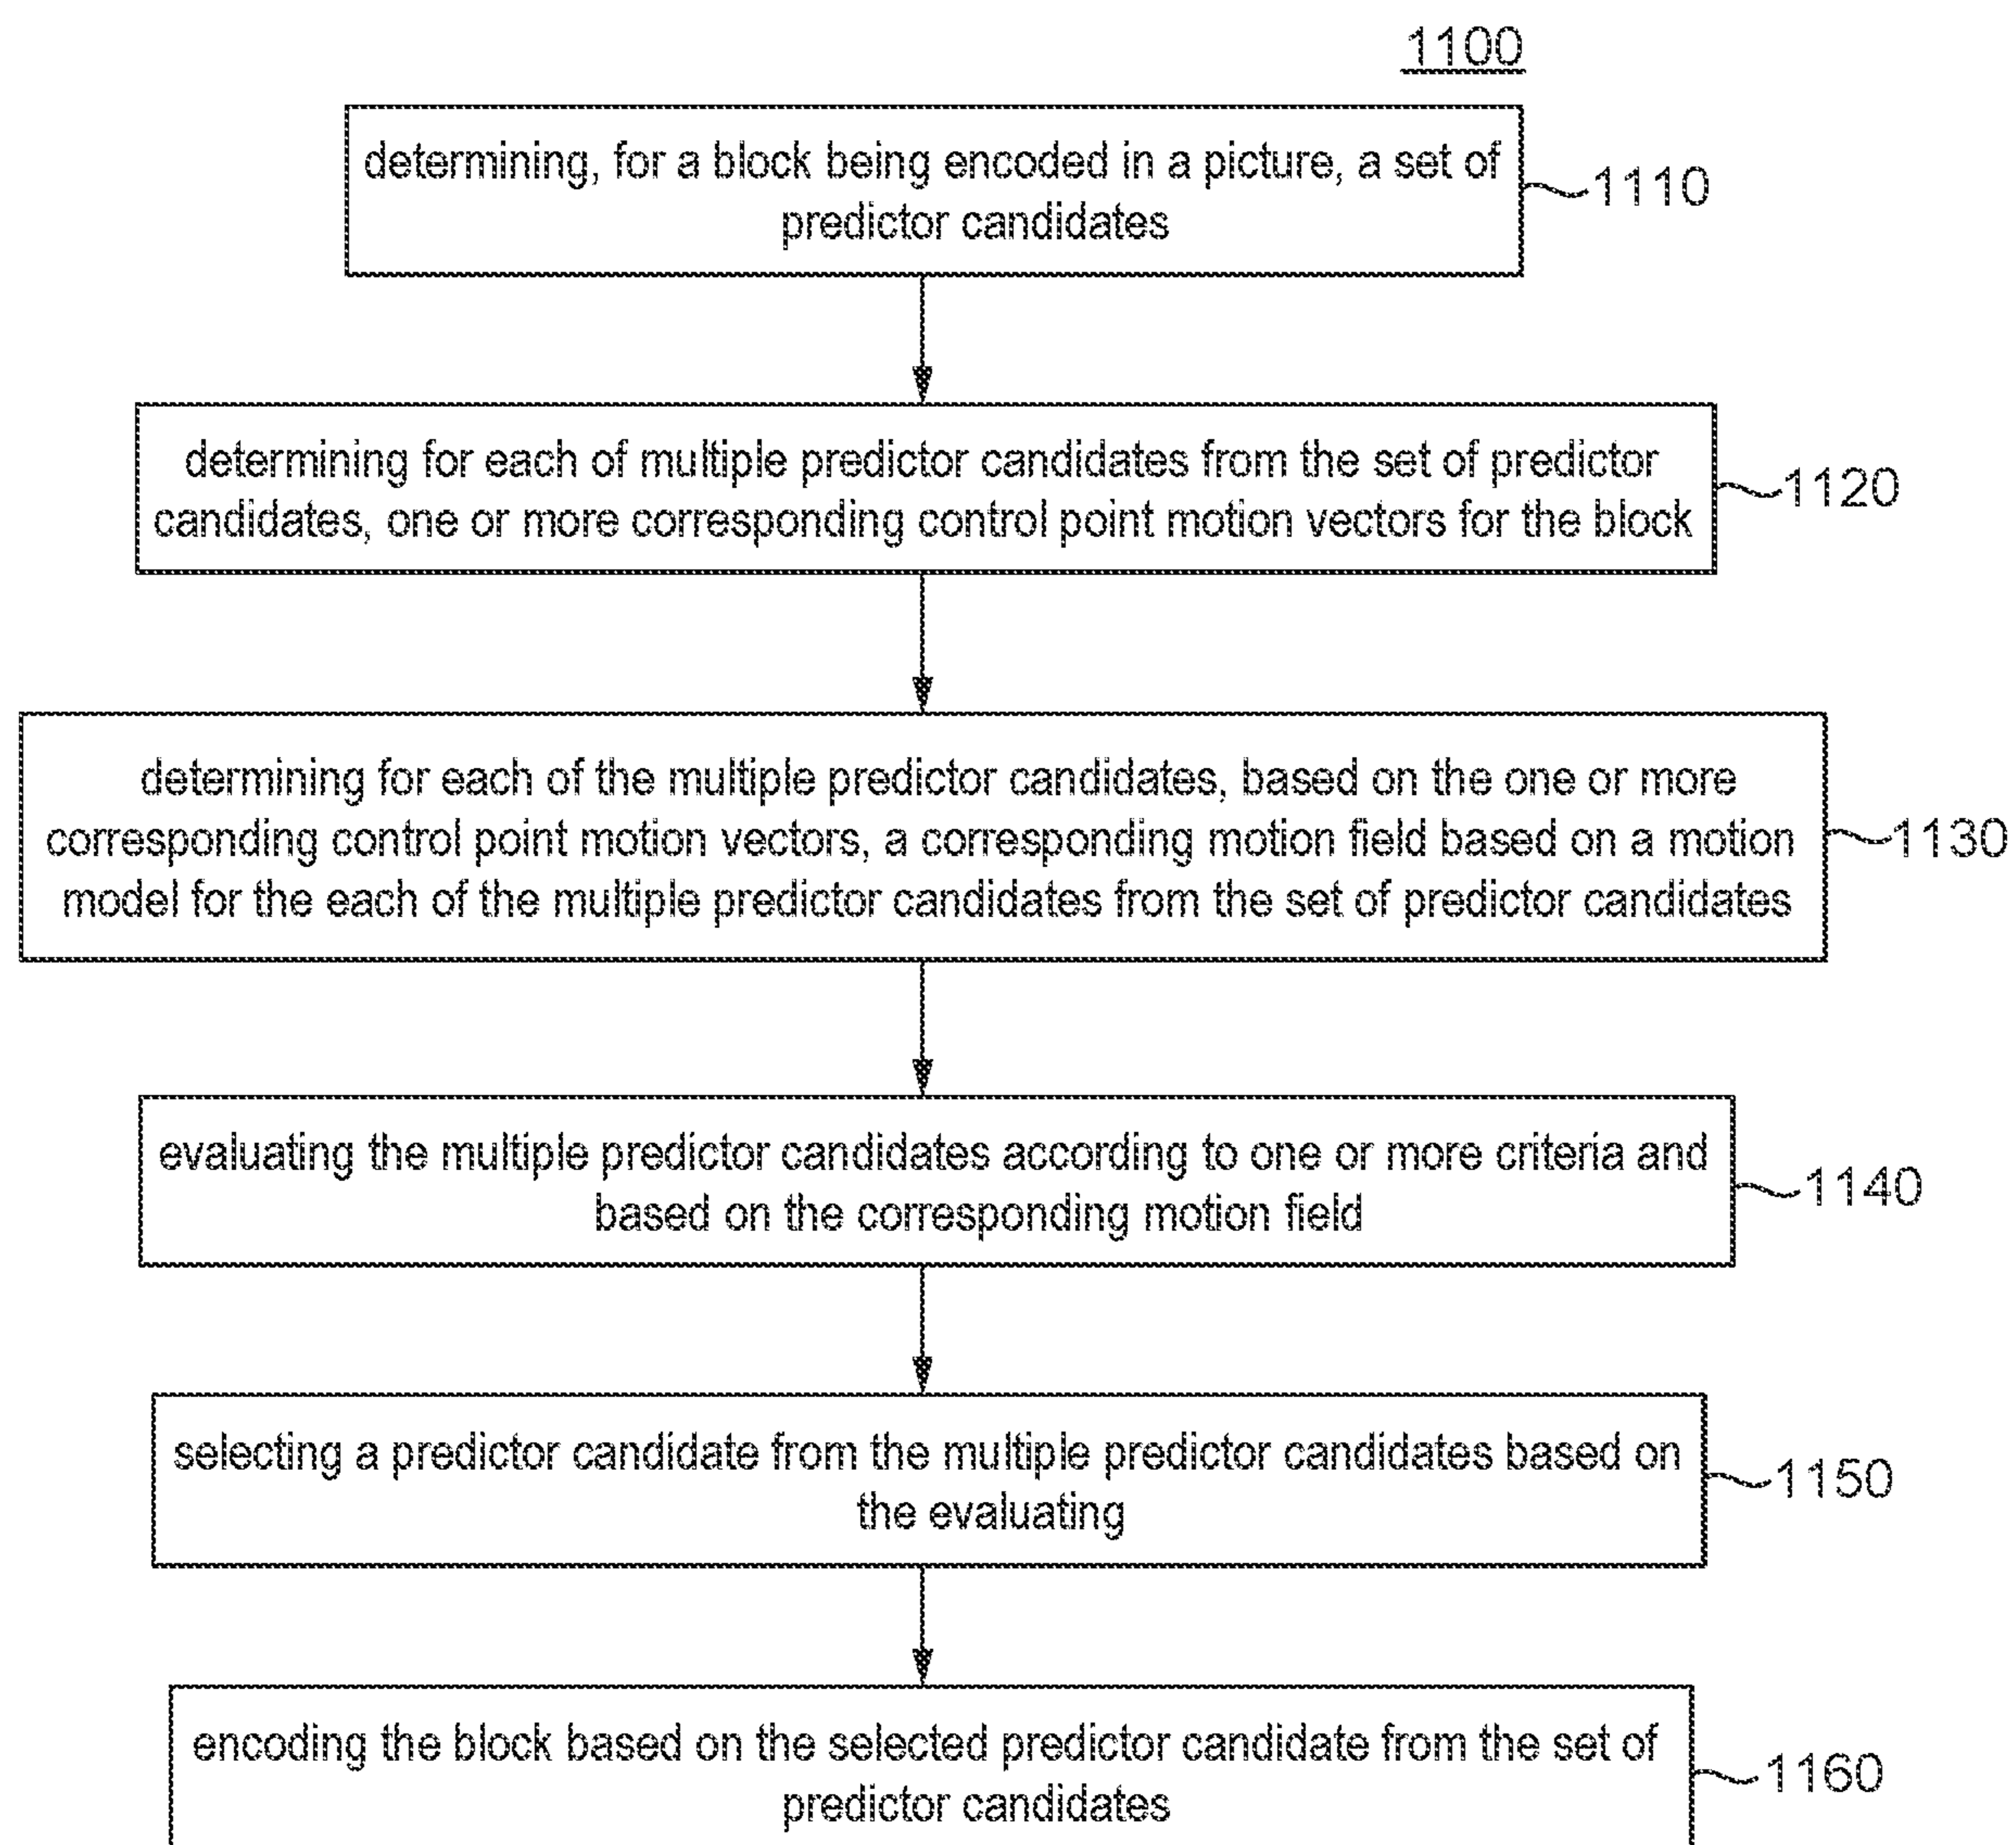 1100
determining, for a block being encoded in a picture, a set of
predictor candidates
1110
determining for each of multiple predictor candidates from the set of predictor
candidates, one or more corresponding control point motion vectors for the block
1120
determining for each of the multiple predictor candidates, based on the one or more
corresponding control point motion vectors, a corresponding motion field based on a motion
model for the each of the multiple predictor candidates from the set of predictor candidates
1130
evaluating the multiple predictor candidates according to one or more criteria and
based on the corresponding motion field
1140
selecting a predictor candidate from the multiple predictor candidates based on
the evaluating
1150
encoding the block based on the selected predictor candidate from the set of
predictor candidates
1160